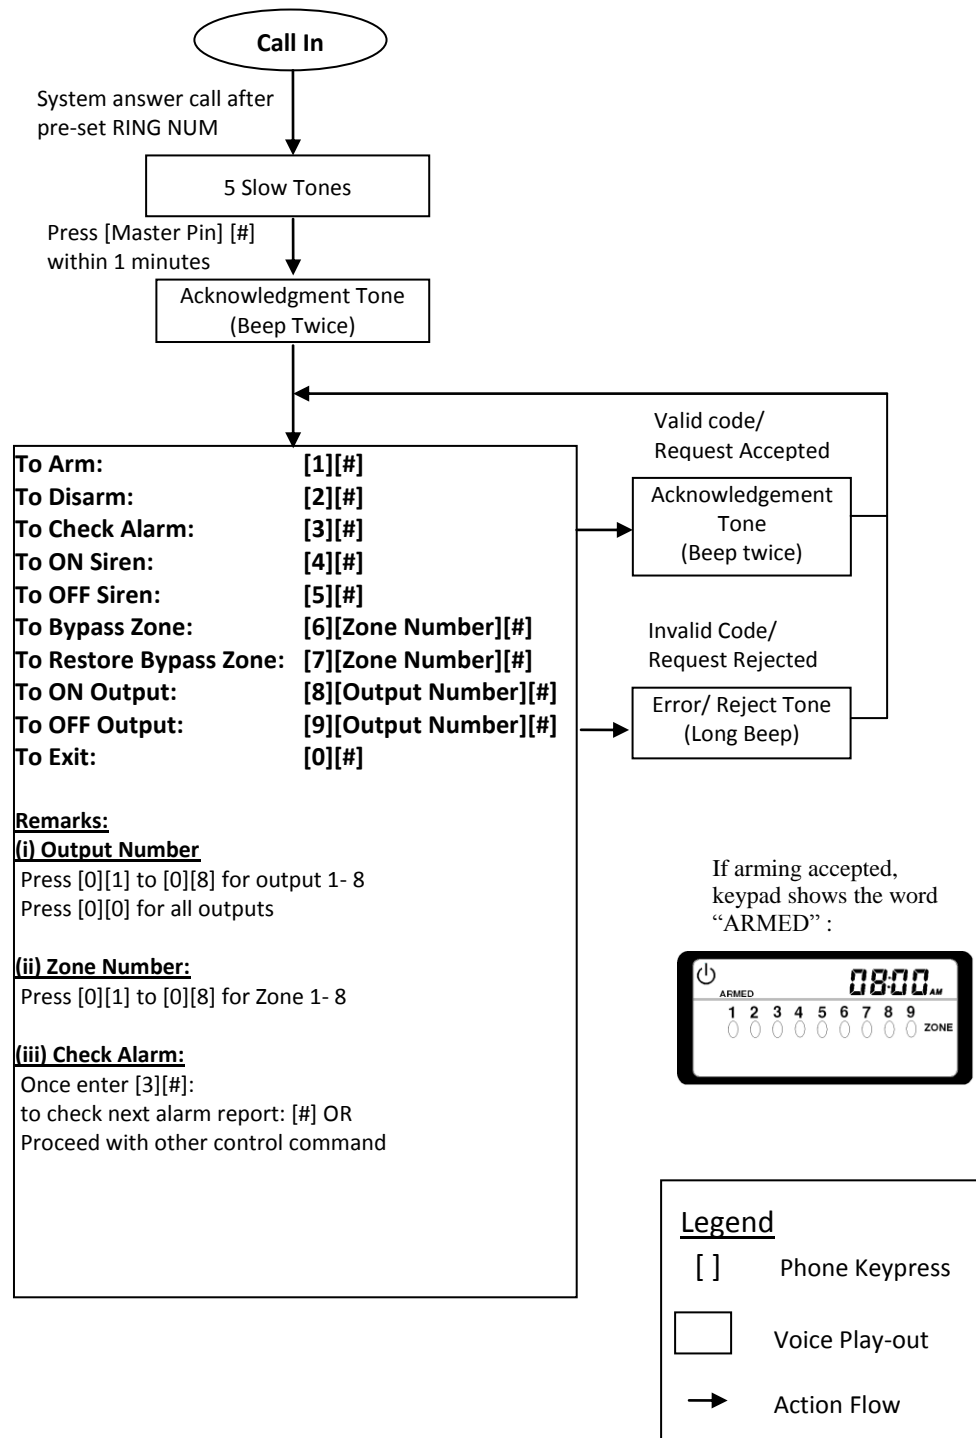 Call In
System answer call after
pre-set RING NUM
5 Slow Tones
Press [Master Pin] [#]
within 1 minutes
Acknowledgment Tone
(Beep Twice)
To Arm: [1][#]
To Disarm: [2][#]
To Check Alarm: [3][#]
To ON Siren: [4][#]
To OFF Siren: [5][#]
To Bypass Zone: [6][Zone Number][#]
To Restore Bypass Zone: [7][Zone Number][#]
To ON Output: [8][Output Number][#]
To OFF Output: [9][Output Number][#]
To Exit: [0][#]
Remarks:
(i) Output Number
Press [0][1] to [0][8] for output 1- 8
Press [0][0] for all outputs
(ii) Zone Number:
Press [0][1] to [0][8] for Zone 1- 8
(iii) Check Alarm:
Once enter [3][#]:
to check next alarm report: [#] OR
Proceed with other control command
Valid code/
Request Accepted
Acknowledgement
Tone
(Beep twice)
Invalid Code/
Request Rejected
Error/ Reject Tone
(Long Beep)
If arming accepted,
keypad shows the word
“ARMED” :
08:00 AM
ARMED
1 2 3 4 5 6 7 8 9
ZONE
Legend
[ ] Phone Keypress
Voice Play-out
Action Flow